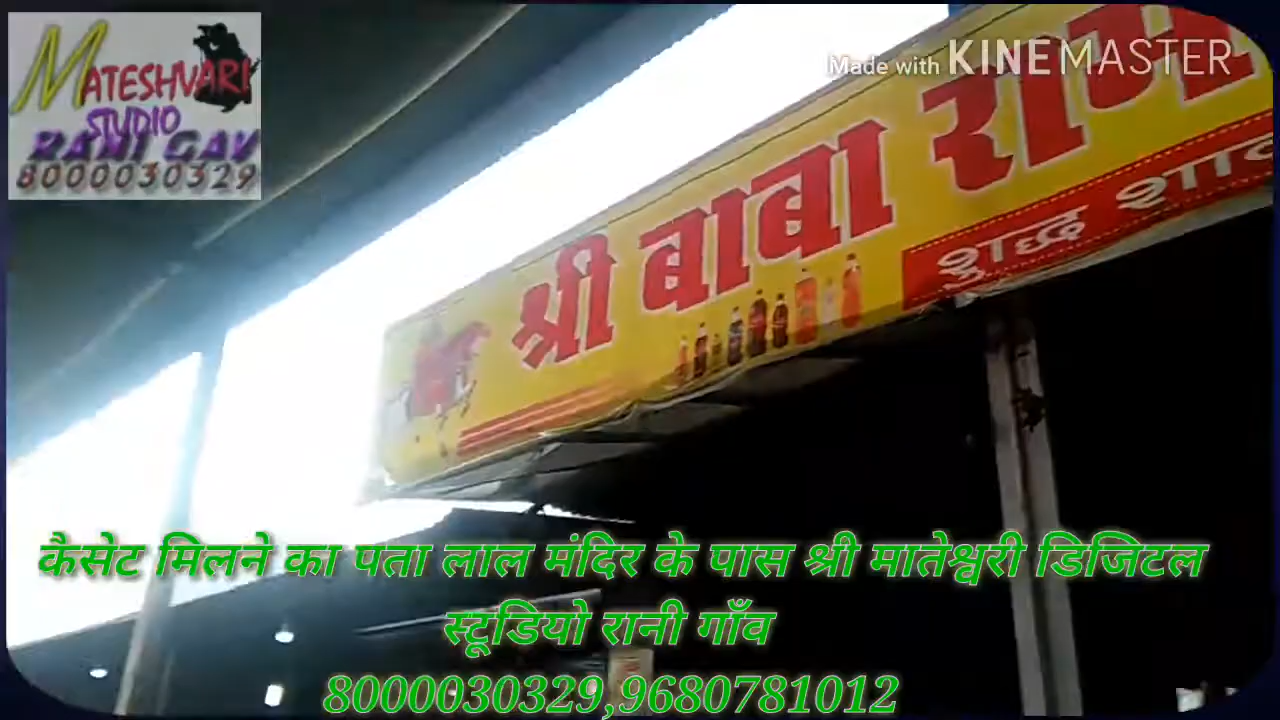 MATESHVARI
STUDIO
RANI GAV
8000030329
Made with KINEMASTER
श्री बाबा
शुद्ध
कैसेट मिलने का पता लाल मंदिर के पास श्री मातेश्वरी डिजिटल
स्टूडियो रानी गाँव
8000030329,9680781012